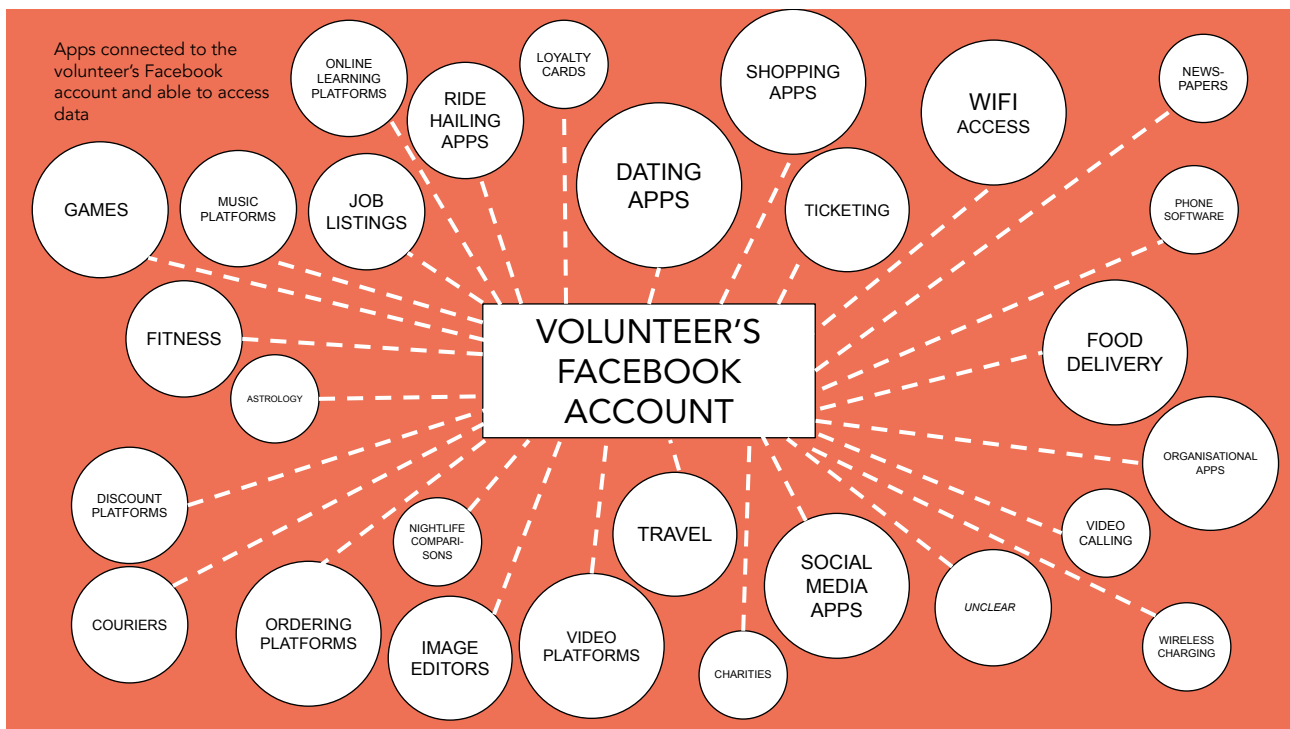 Apps connected to the
volunteer's Facebook
account and able to access
data
ONLINE
LEARNING
PLATFORMS
RIDE
HAILING
APPS
LOYALTY
CARDS
SHOPPING
APPS
WIFI
ACCESS
NEWS-
PAPERS
DATING
APPS
GAMES
MUSIC
PLATFORMS
JOB
LISTINGS
TICKETING
PHONE
SOFTWARE
FITNESS
VOLUNTEER'S
FACEBOOK
ACCOUNT
FOOD
DELIVERY
ASTROLOGY
ORGANISATIONAL
APPS
DISCOUNT
PLATFORMS
NIGHTLIFE
COMPARI-
SONS
TRAVEL
VIDEO
CALLING
COURIERS
ORDERING
PLATFORMS
IMAGE
EDITORS
VIDEO
PLATFORMS
CHARITIES
SOCIAL
MEDIA
APPS
UNCLEAR
WIRELESS
CHARGING